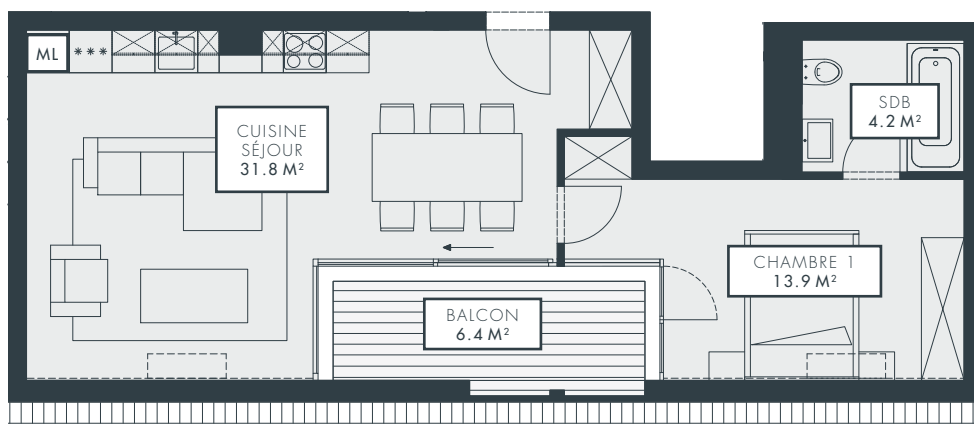 ML
***
CUISINE
SÉJOUR
31.8 M²
SDB
4.2 M²
CHAMBRE 1
13.9 M²
BALCON
6.4 M²